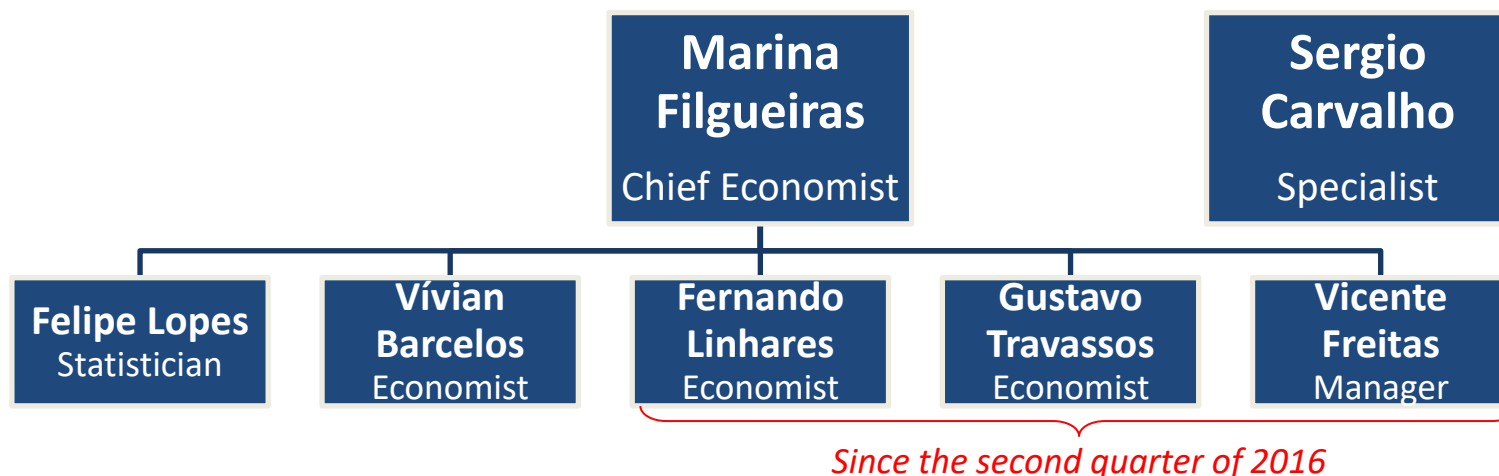 Marina
Filgueiras
Chief Economist
Sergio
Carvalho
Specialist
Felipe Lopes
Statistician
Vívian
Barcelos
Economist
Fernando
Linhares
Economist
Gustavo
Travassos
Economist
Vicente
Freitas
Manager
Since the second quarter of 2016